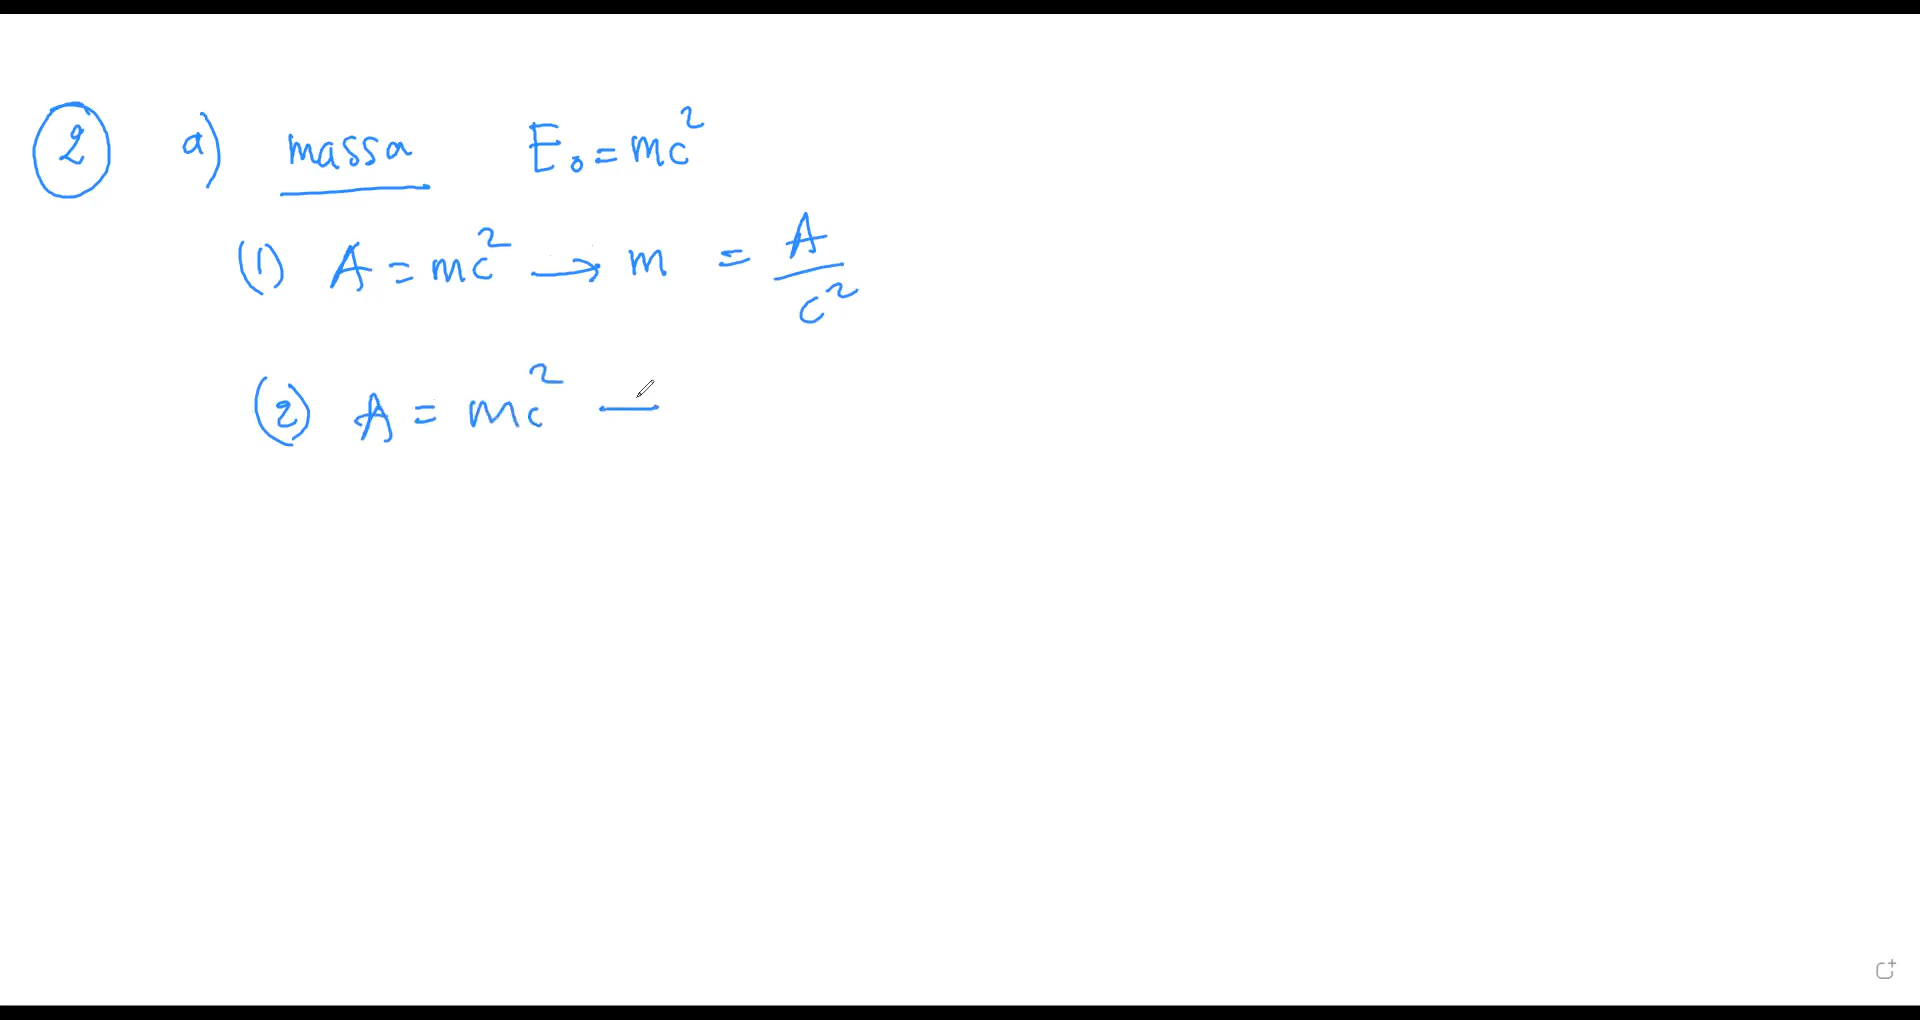 2 a) massa E₀ = mc²
(1) A = mc² → m = A/c²
(2) A = mc² —